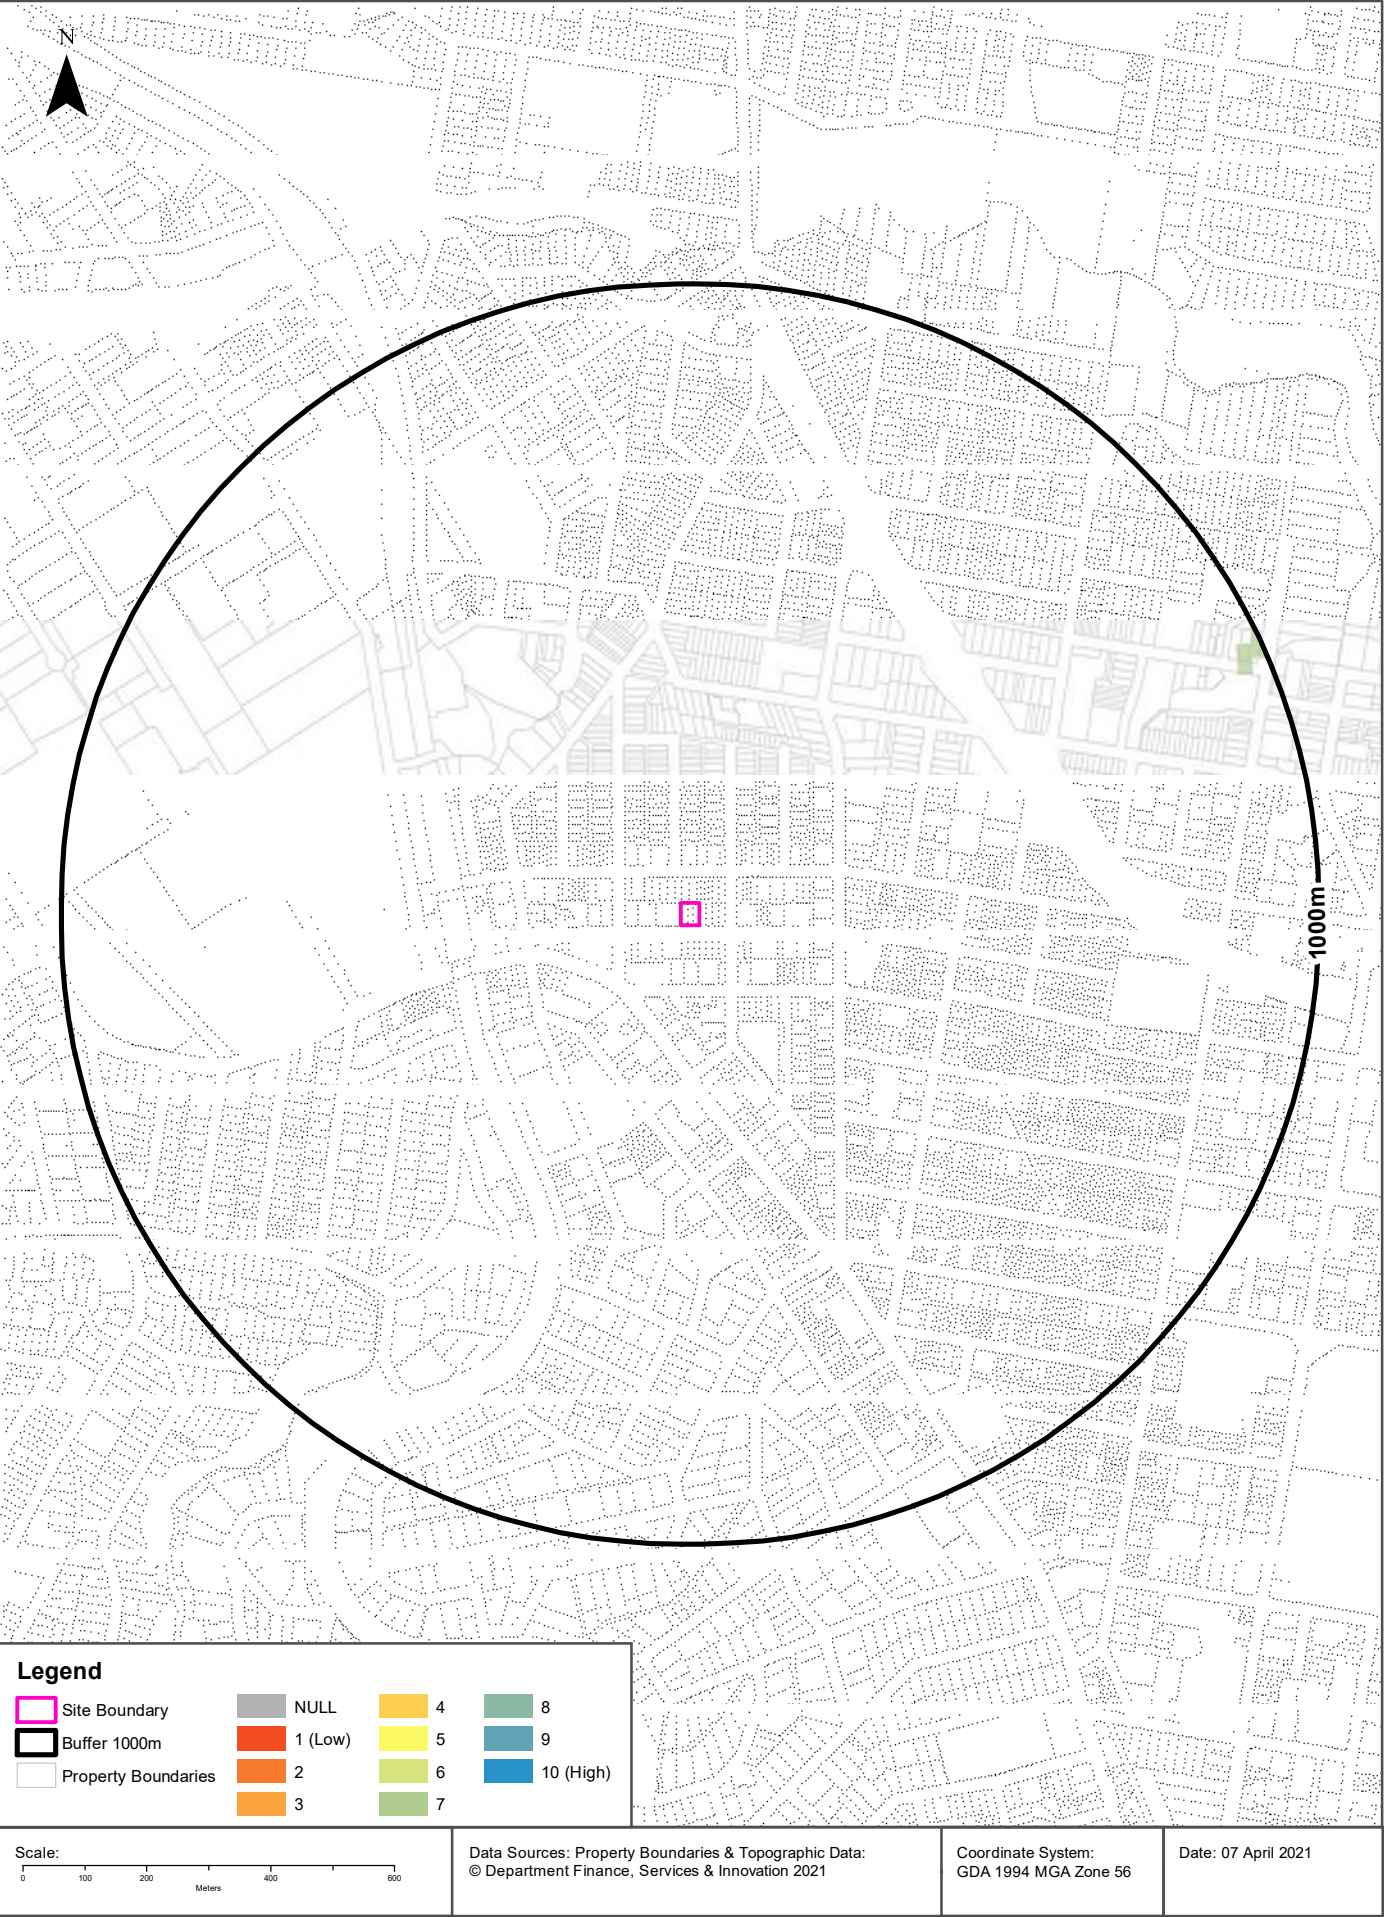 N
1000m
Legend
Site Boundary
Buffer 1000m
Property Boundaries
NULL
1 (Low)
2
3
4
5
6
7
8
9
10 (High)
Scale:
0 100 200 400 600
Meters
Data Sources: Property Boundaries & Topographic Data:
© Department Finance, Services & Innovation 2021
Coordinate System:
GDA 1994 MGA Zone 56
Date: 07 April 2021